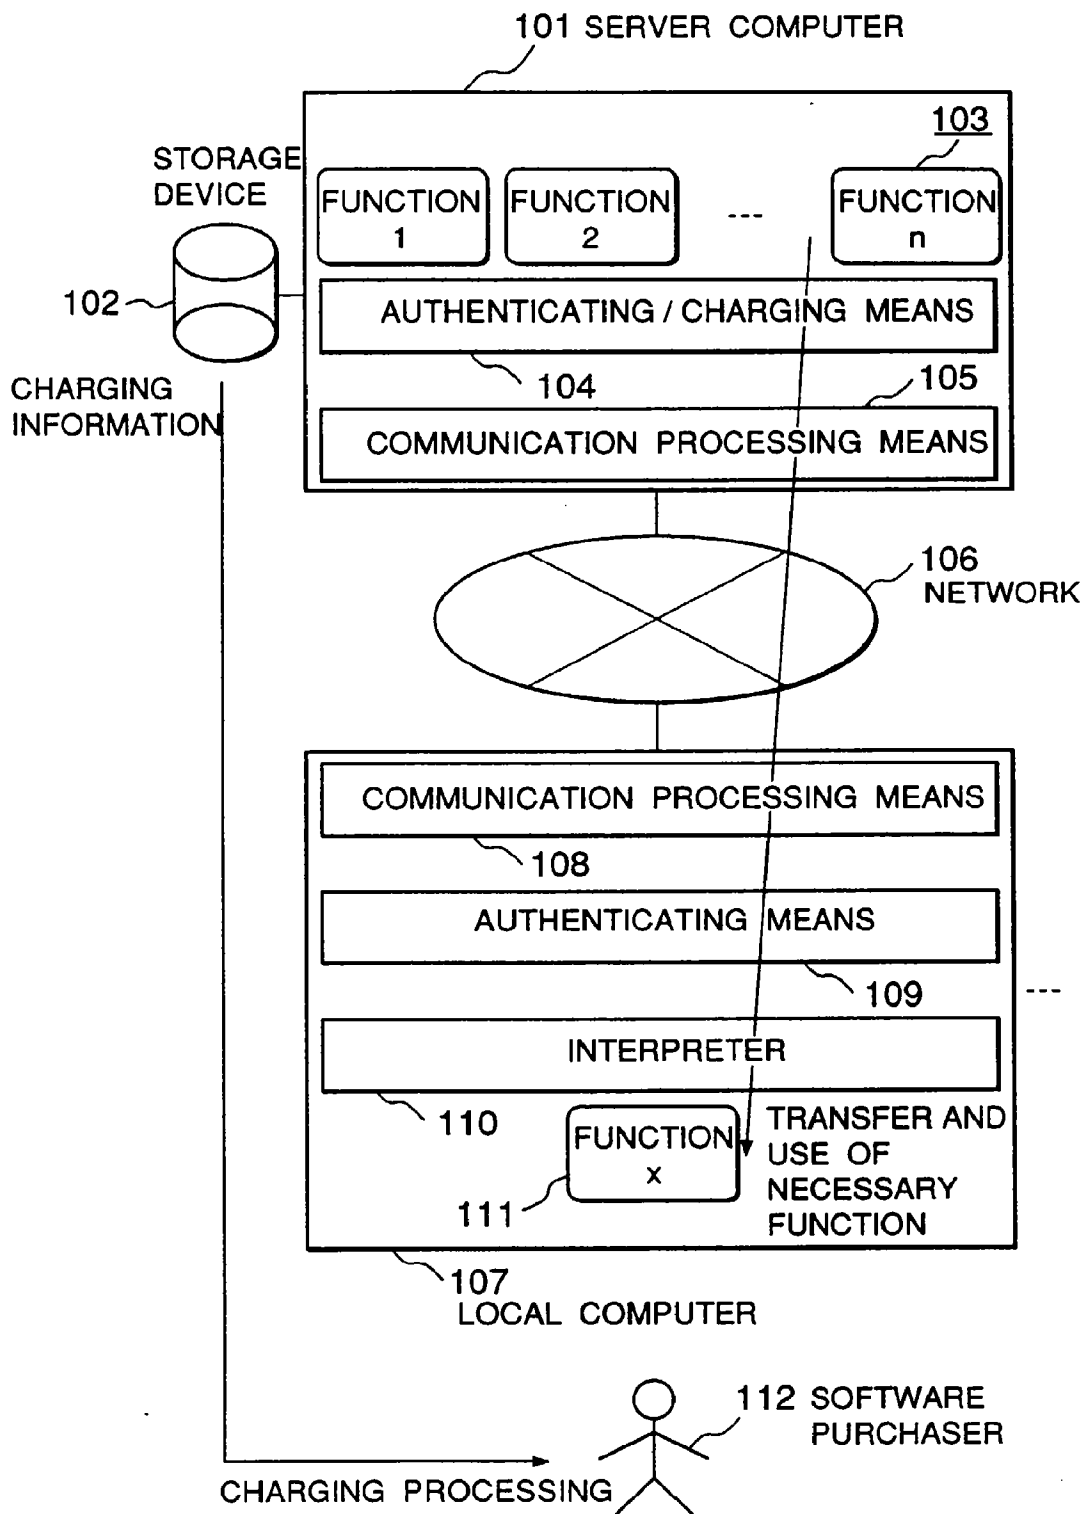 101 SERVER COMPUTER
103
STORAGE
DEVICE
FUNCTION
1
FUNCTION
2
---
FUNCTION
n
102
AUTHENTICATING / CHARGING MEANS
104
105
CHARGING
INFORMATION
COMMUNICATION PROCESSING MEANS
106
NETWORK
COMMUNICATION PROCESSING MEANS
108
AUTHENTICATING MEANS
109
---
INTERPRETER
110
FUNCTION
x
111
TRANSFER AND
USE OF
NECESSARY
FUNCTION
107
LOCAL COMPUTER
112 SOFTWARE
PURCHASER
CHARGING PROCESSING